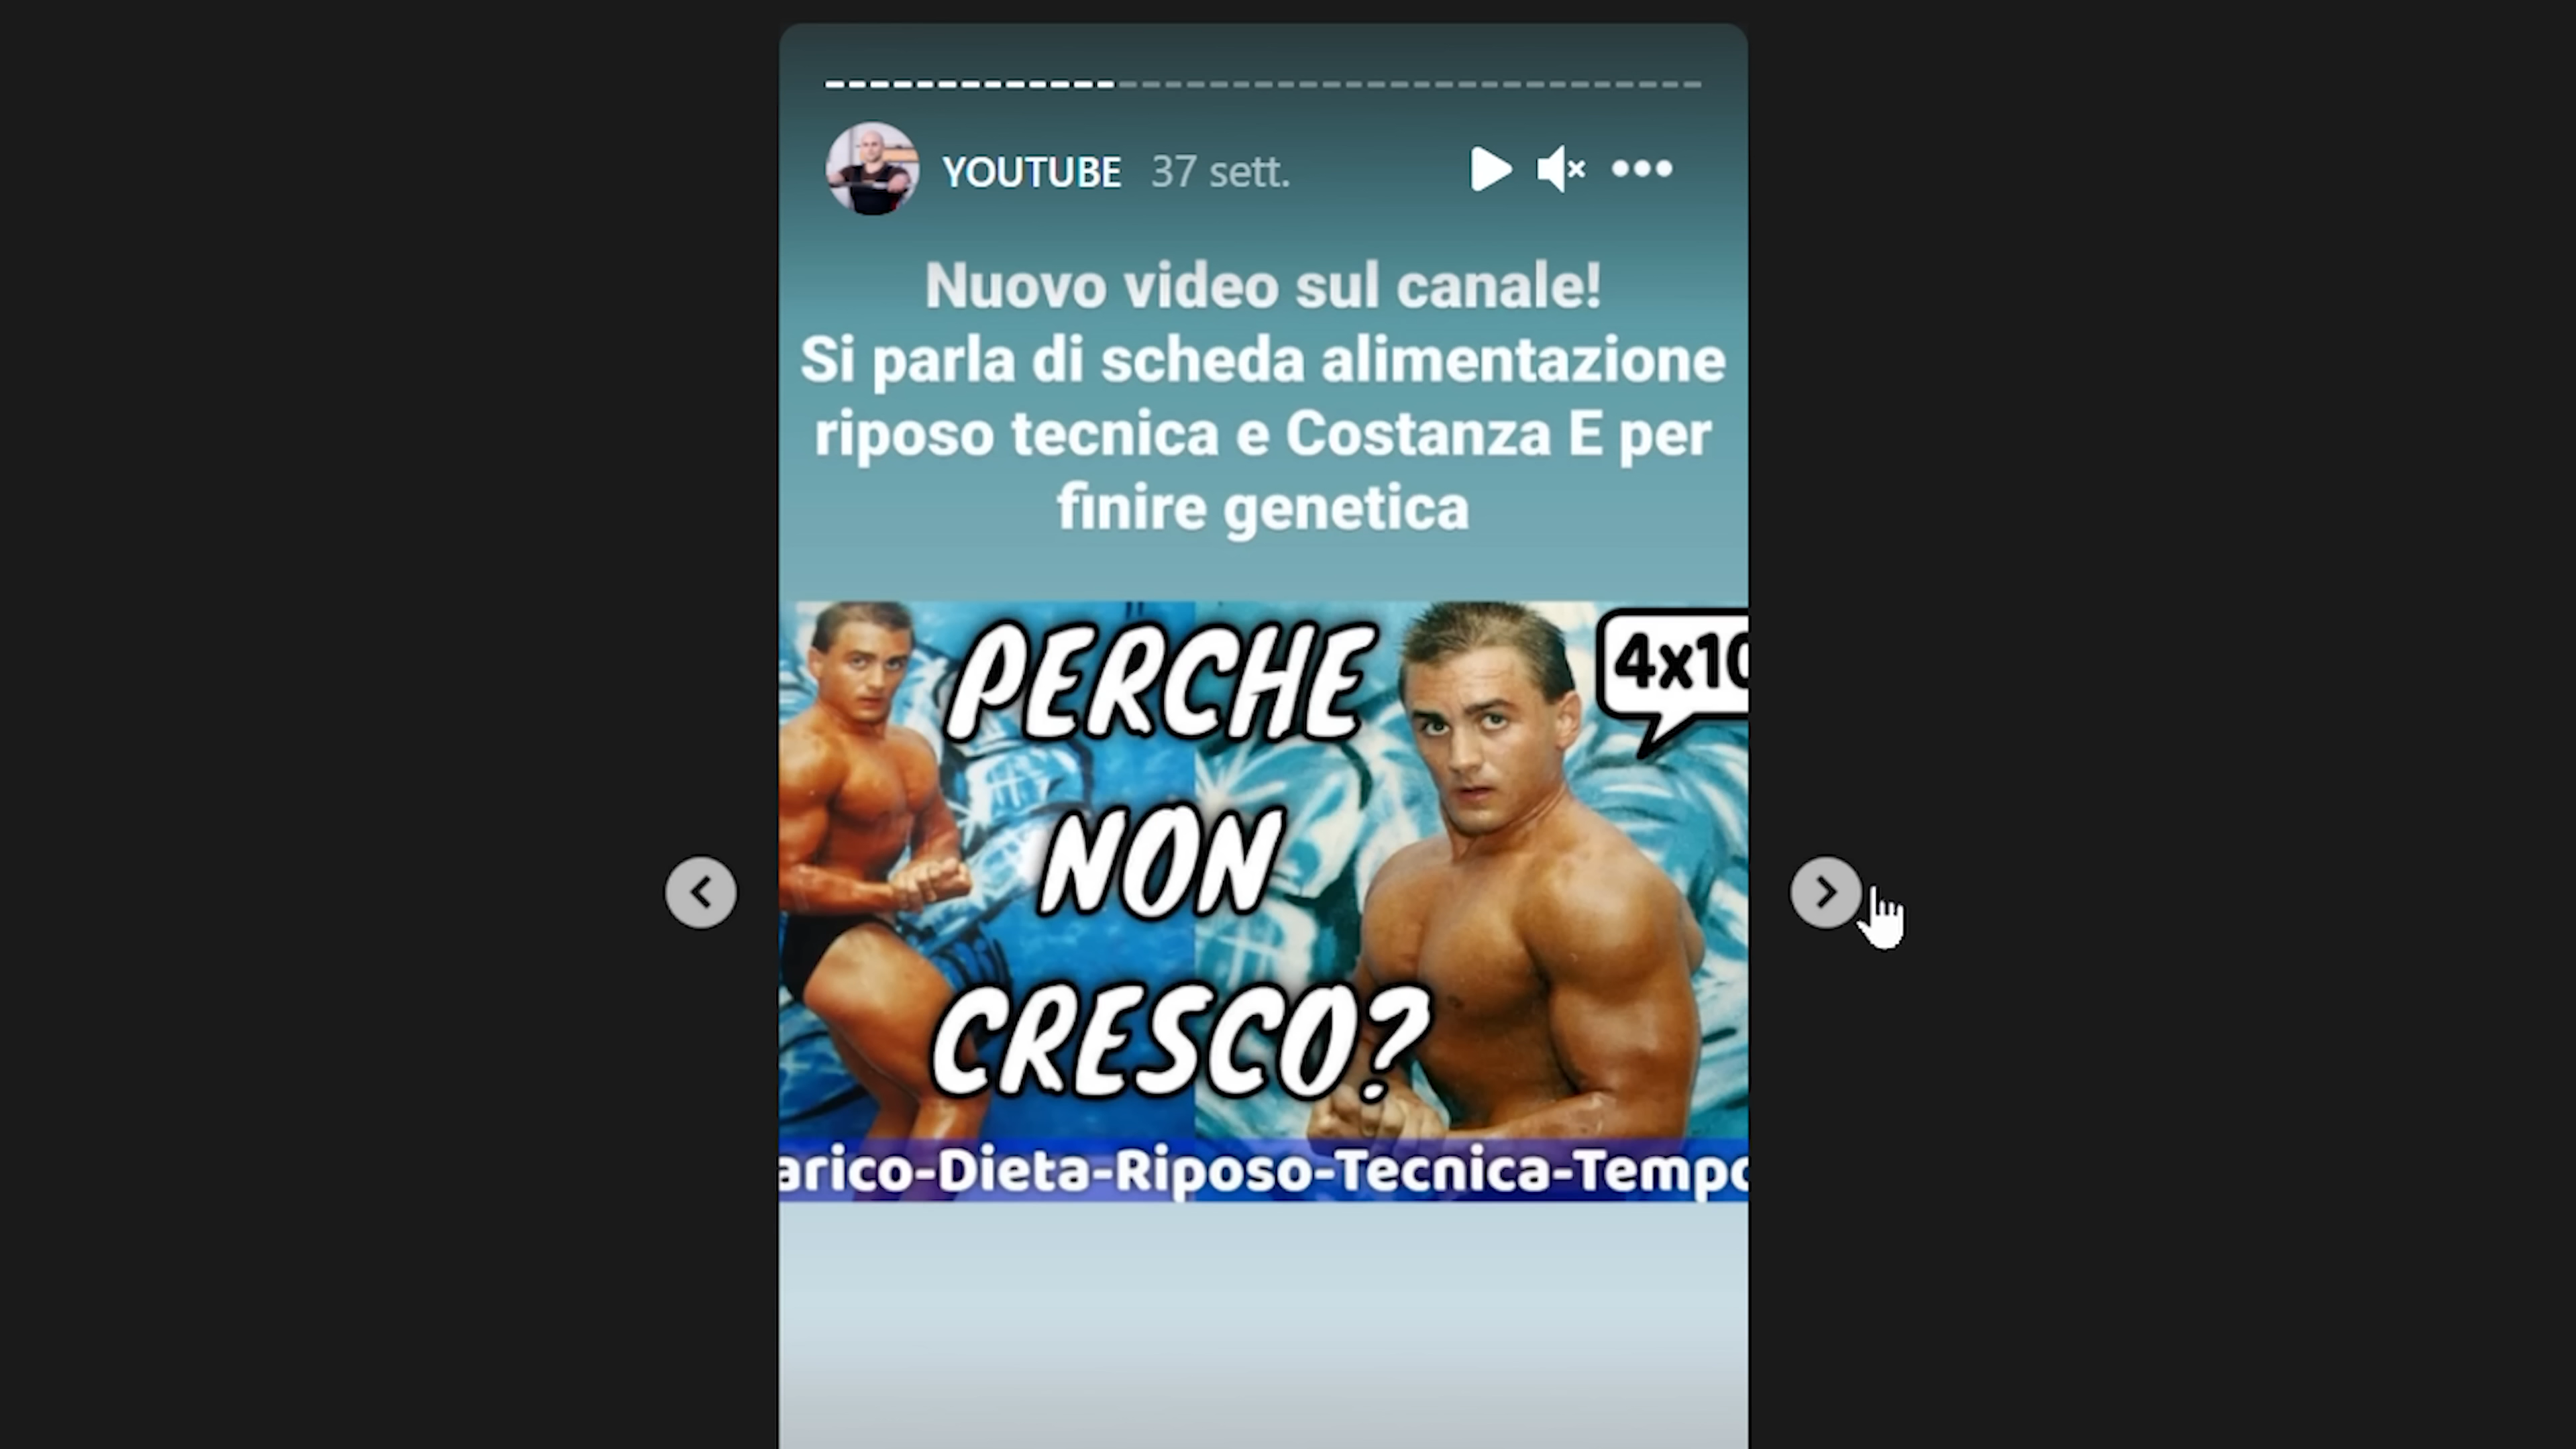 YOUTUBE 37 sett.
Nuovo video sul canale!
Si parla di scheda alimentazione
riposo tecnica e Costanza E per
finire genetica
PERCHE
4x10
NON
CRESCO?
arico-Dieta-Riposo-Tecnica-Tempo